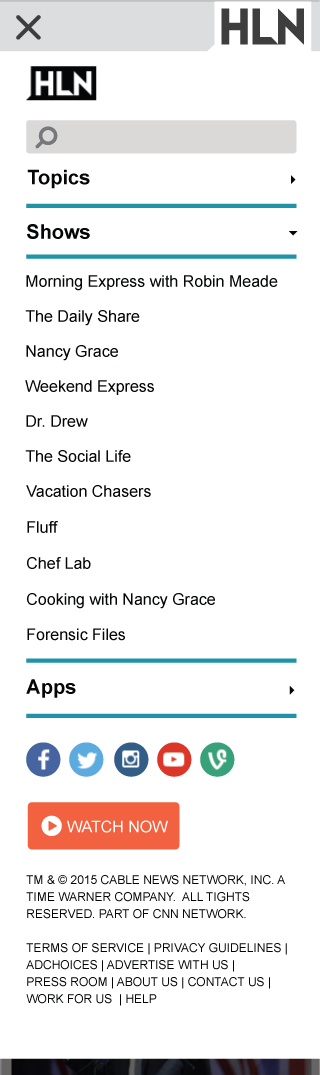 HLN
HLN
Topics
Shows
Morning Express with Robin Meade
The Daily Share
Nancy Grace
Weekend Express
Dr. Drew
The Social Life
Vacation Chasers
Fluff
Chef Lab
Cooking with Nancy Grace
Forensic Files
Apps
WATCH NOW
TM & © 2015 CABLE NEWS NETWORK, INC. A
TIME WARNER COMPANY.  ALL TIGHTS
RESERVED. PART OF CNN NETWORK.
TERMS OF SERVICE | PRIVACY GUIDELINES |
ADCHOICES | ADVERTISE WITH US |
PRESS ROOM | ABOUT US | CONTACT US |
WORK FOR US  | HELP